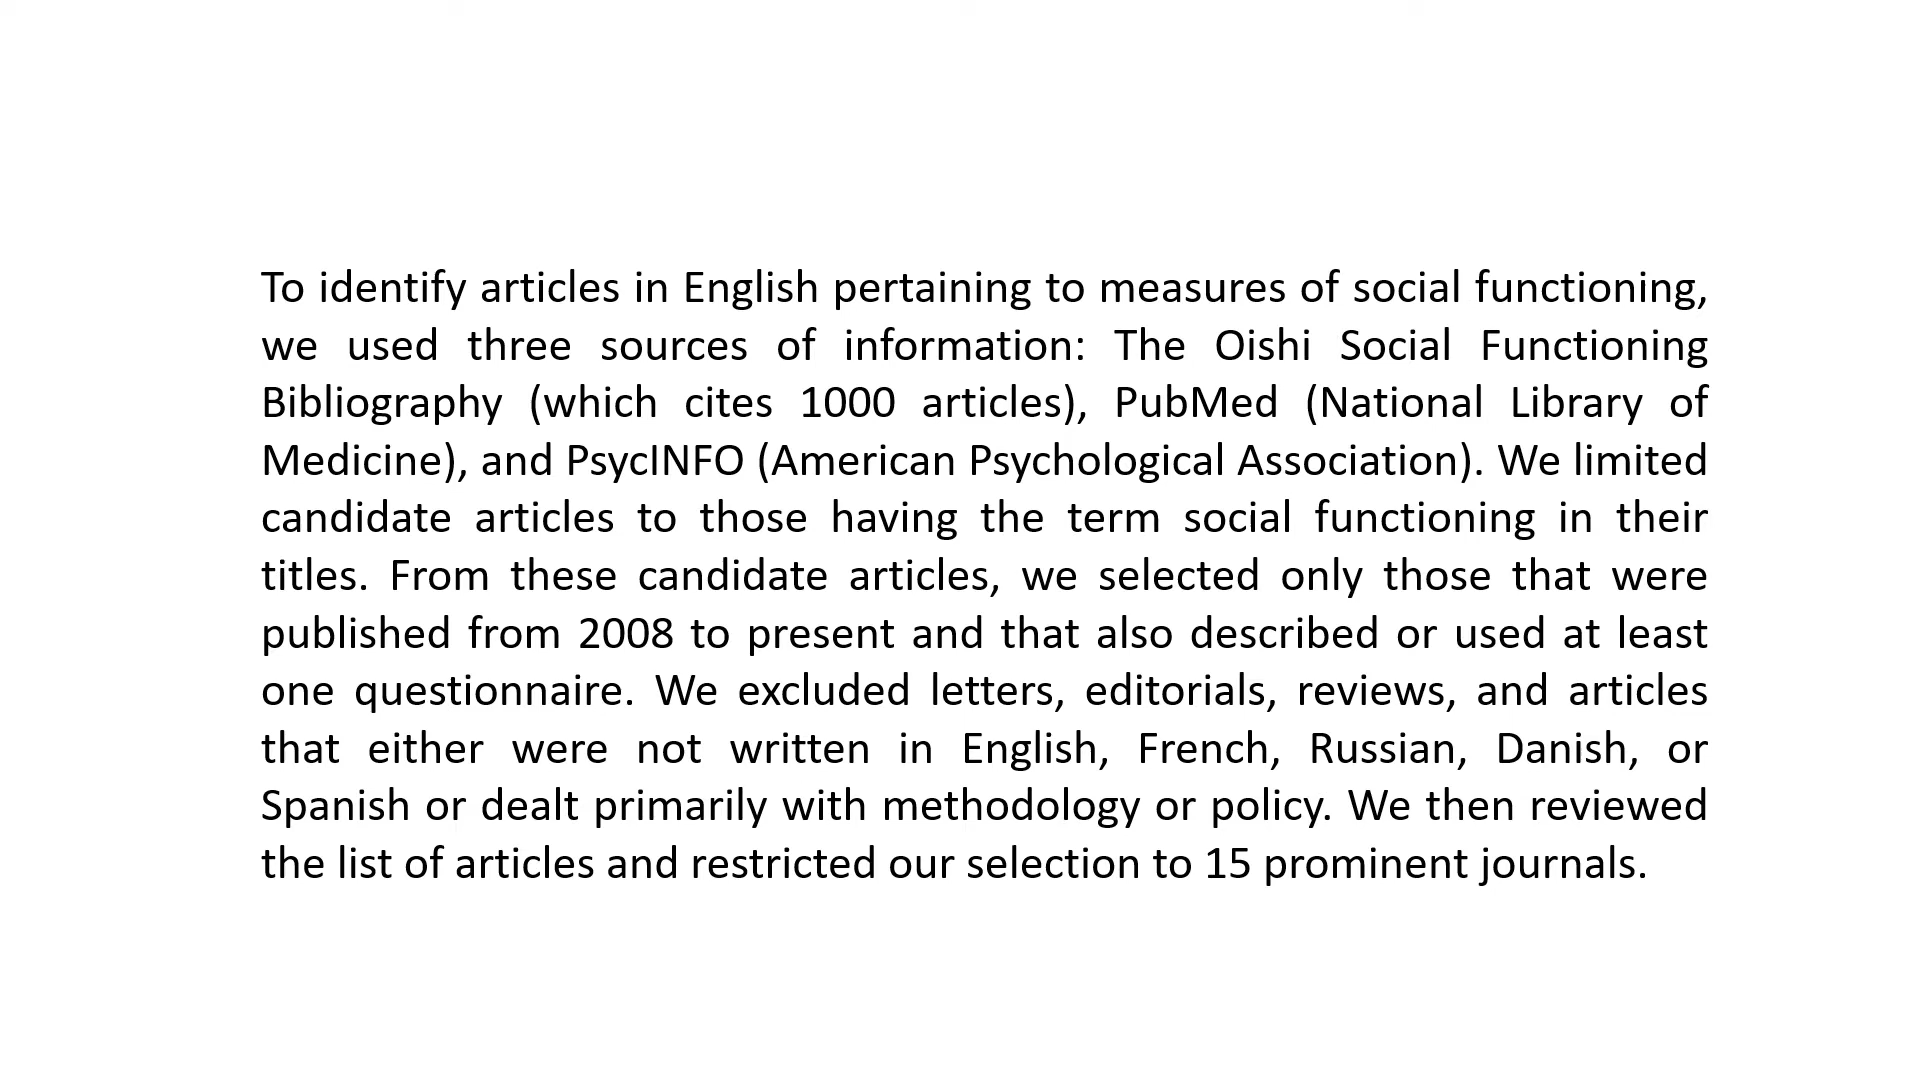 To identify articles in English pertaining to measures of social functioning,
we used three sources of information: The Oishi Social Functioning
Bibliography (which cites 1000 articles), PubMed (National Library of
Medicine), and PsycINFO (American Psychological Association). We limited
candidate articles to those having the term social functioning in their
titles. From these candidate articles, we selected only those that were
published from 2008 to present and that also described or used at least
one questionnaire. We excluded letters, editorials, reviews, and articles
that either were not written in English, French, Russian, Danish, or
Spanish or dealt primarily with methodology or policy. We then reviewed
the list of articles and restricted our selection to 15 prominent journals.